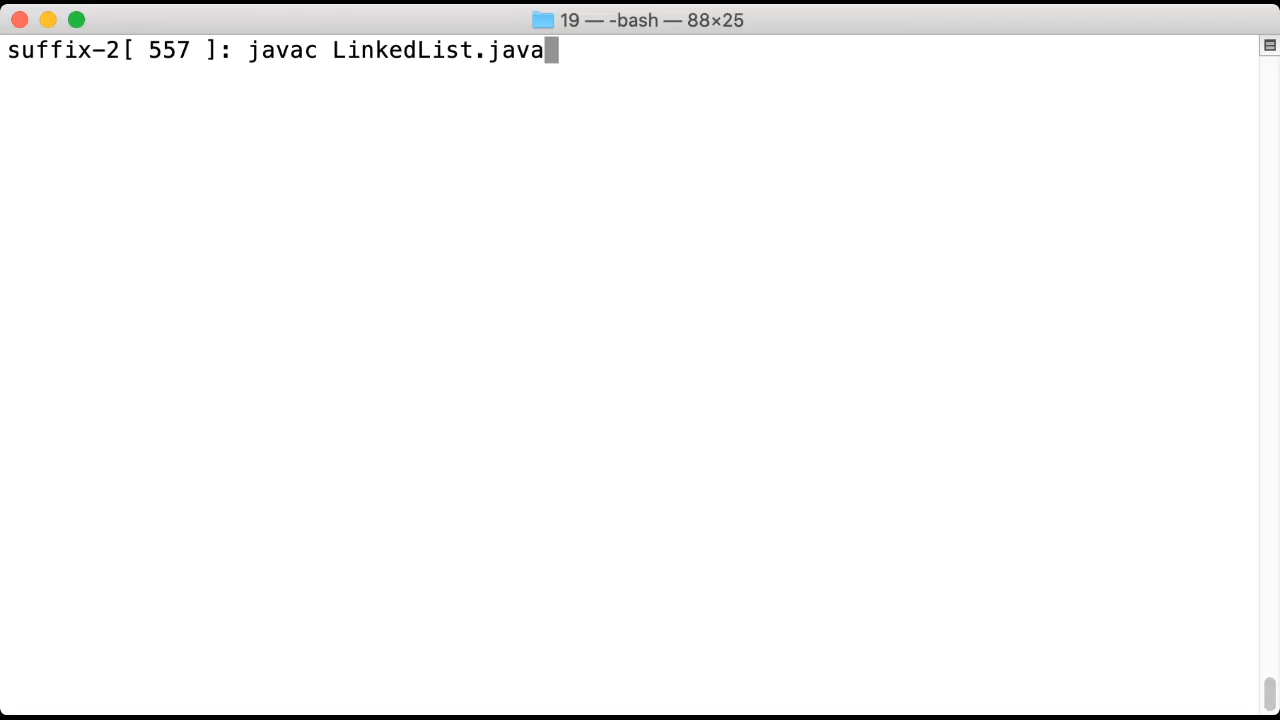 19 — -bash — 88×25
suffix-2[ 557 ]: javac LinkedList.java